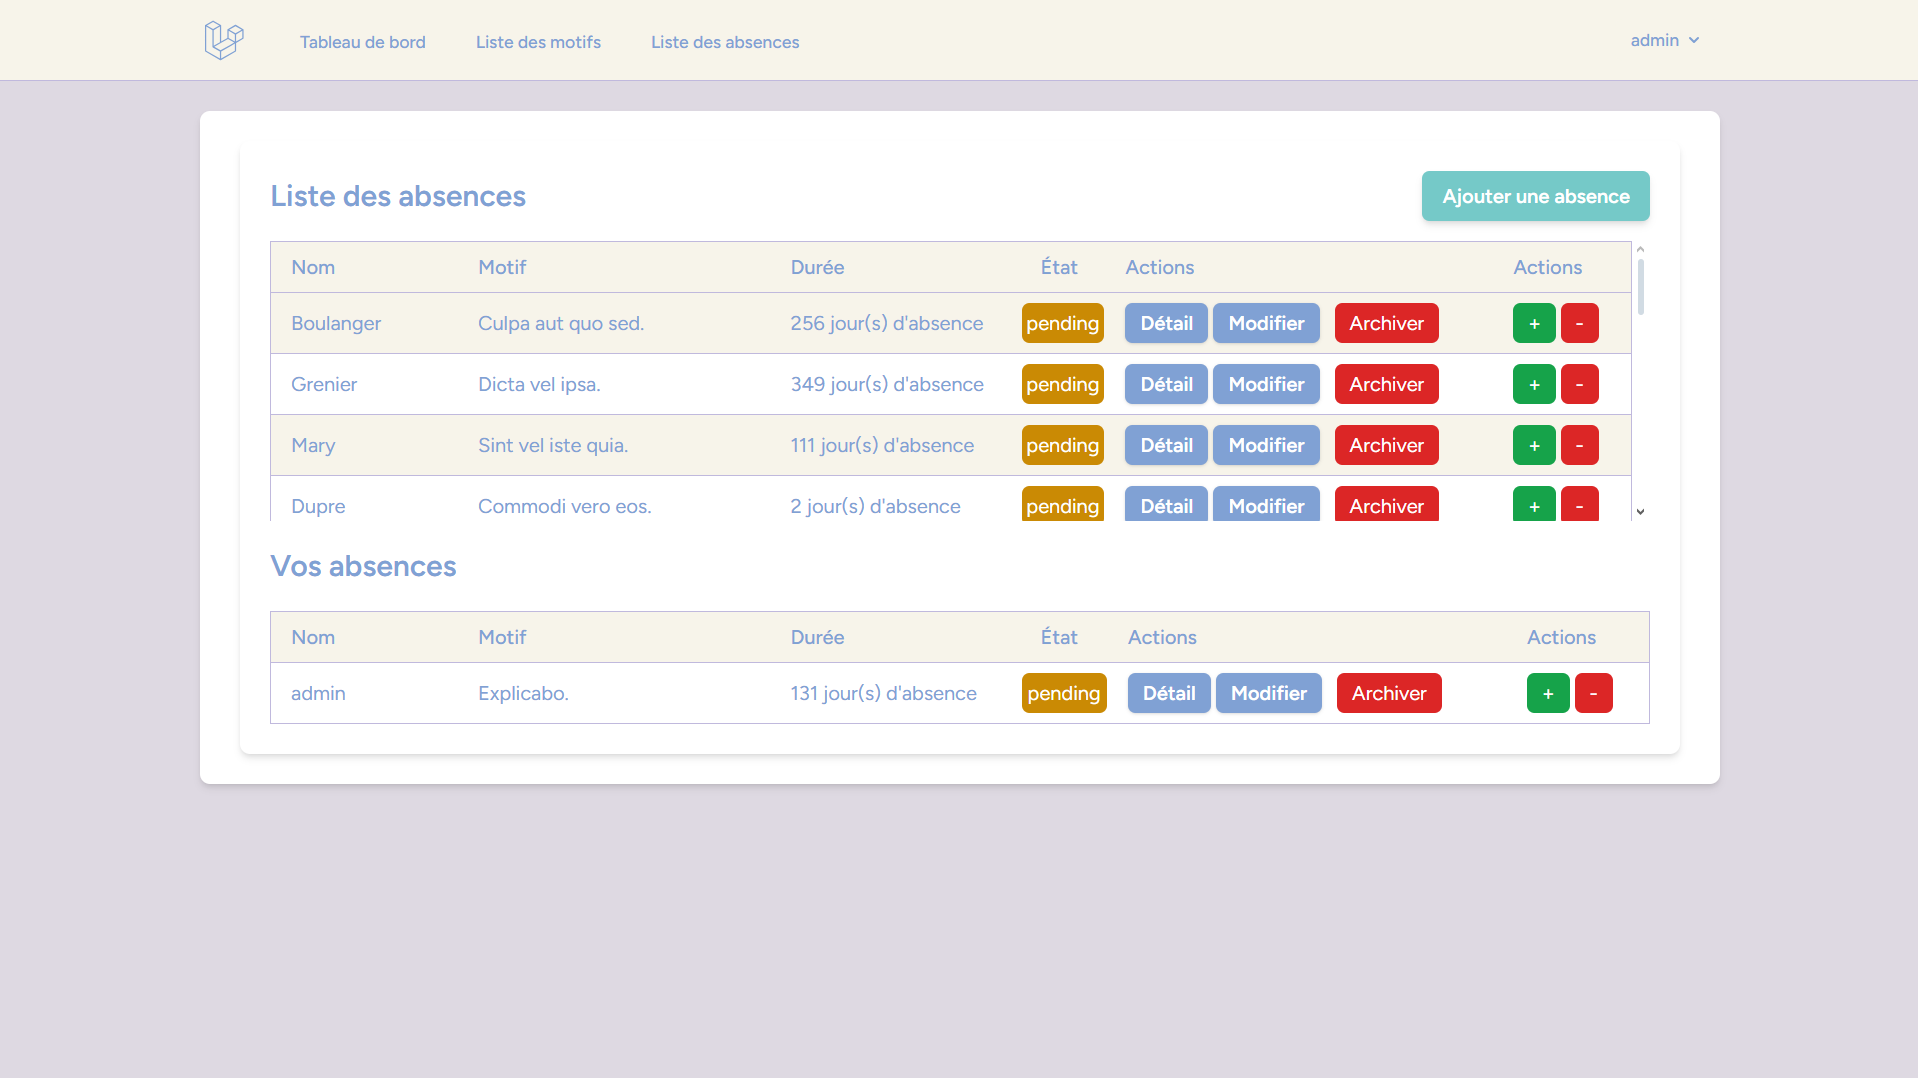 Tableau de bord Liste des motifs Liste des absences admin
Liste des absences Ajouter une absence
Nom Motif Durée État Actions Actions
Boulanger Culpa aut quo sed. 256 jour(s) d'absence pending Détail Modifier Archiver + -
Grenier Dicta vel ipsa. 349 jour(s) d'absence pending Détail Modifier Archiver + -
Mary Sint vel iste quia. 111 jour(s) d'absence pending Détail Modifier Archiver + -
Dupre Commodi vero eos. 2 jour(s) d'absence pending Détail Modifier Archiver + -
Vos absences
Nom Motif Durée État Actions Actions
admin Explicabo. 131 jour(s) d'absence pending Détail Modifier Archiver + -